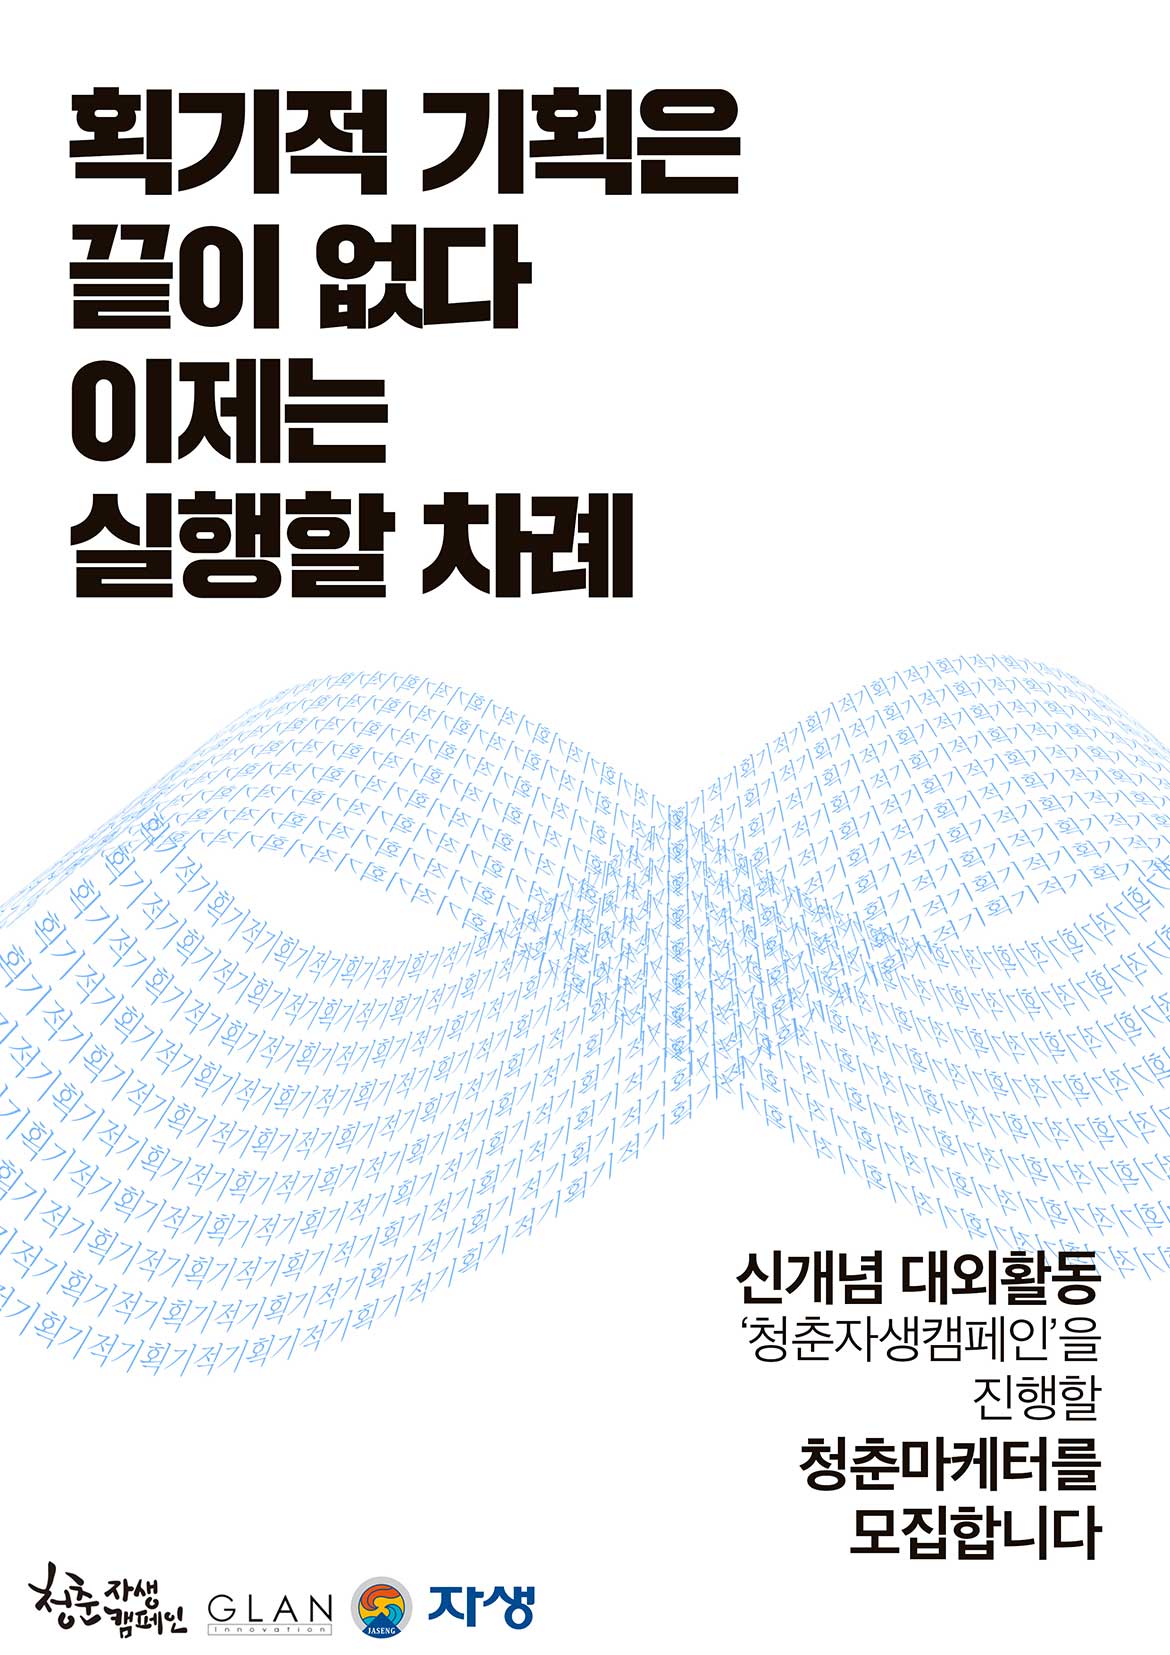 획기적 기획은
끝이 없다
이제는
실행할 차례
신개념 대외활동
‘청춘자생캠페인’을
진행할
청춘마케터를
모집합니다
청춘 자생
캠페인
GLAN
Innovation
JASENG
자생